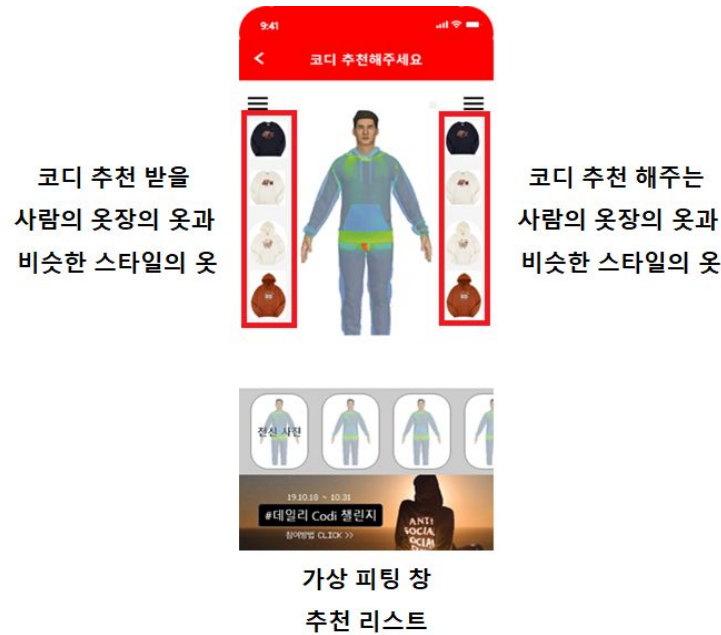 9:41
코디 추천해주세요
코디 추천 받을
사람의 옷장의 옷과
비슷한 스타일의 옷
코디 추천 해주는
사람의 옷장의 옷과
비슷한 스타일의 옷
전신 사진
19.10.18 ~ 10.31
#데일리 Codi 챌린지
참여방법 CLICK >>
ANTI
SOCIAL
SOCIAL
가상 피팅 창
추천 리스트